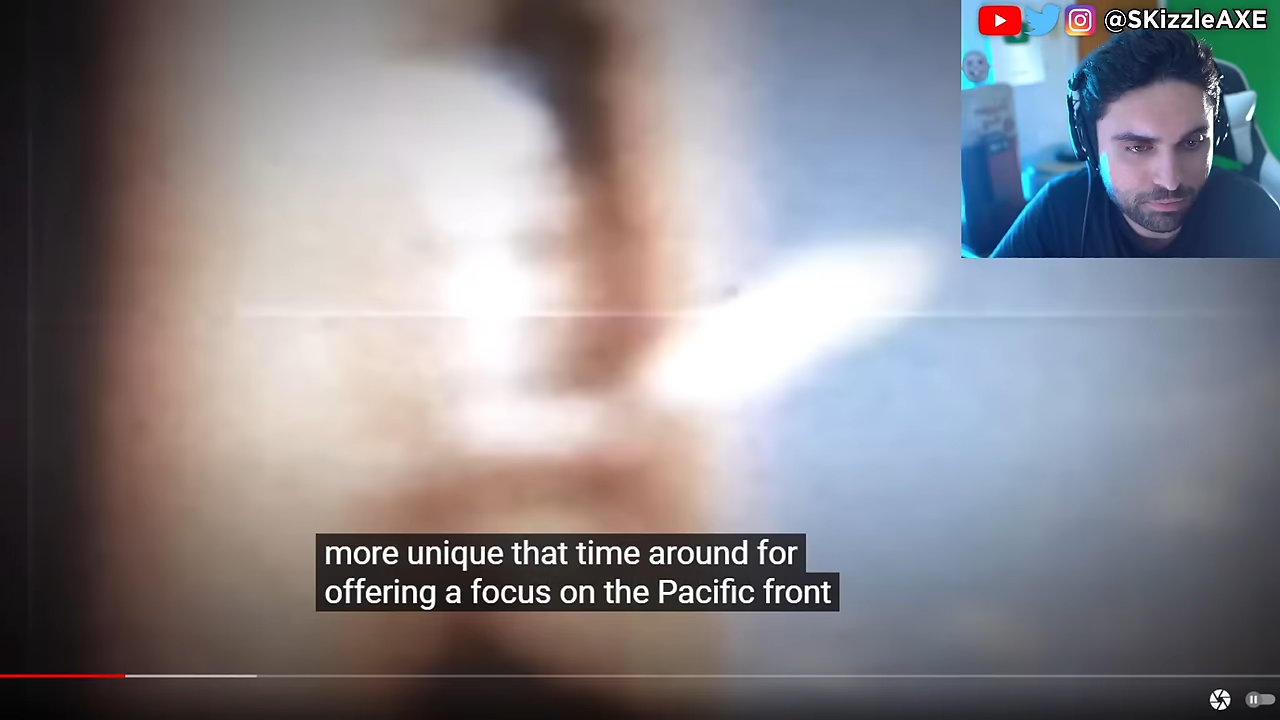 @SKizzleAXE
more unique that time around for
offering a focus on the Pacific front